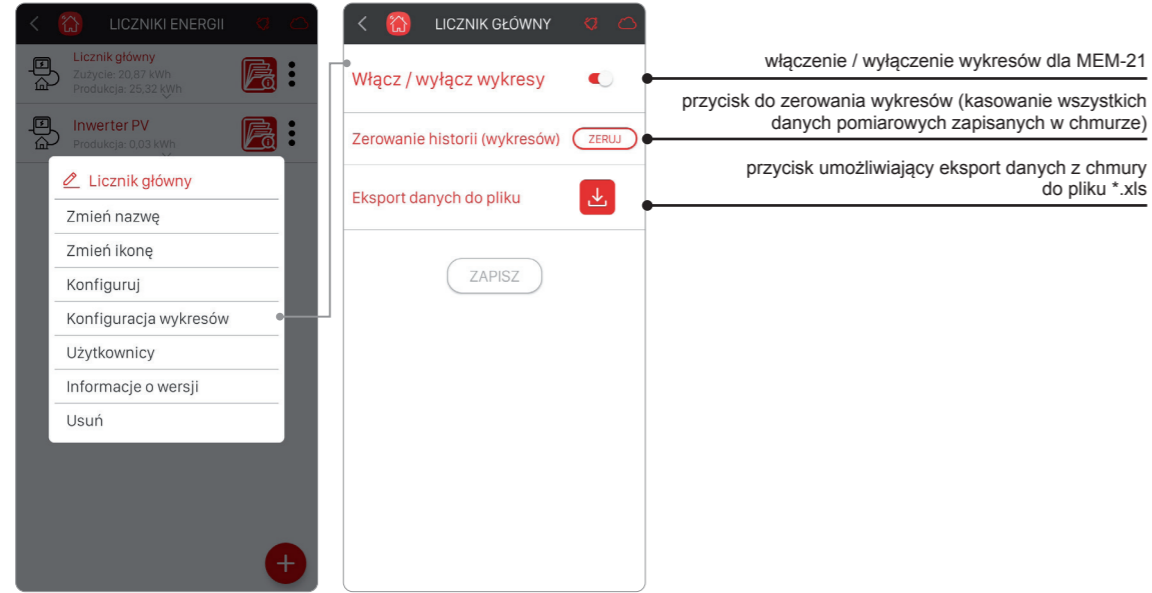 LICZNIKI ENERGII
Licznik główny
Zużycie: 20,87 kWh
Produkcja: 25,32 kWh
Inwerter PV
Produkcja: 0,03 kWh
Licznik główny
Zmień nazwę
Zmień ikonę
Konfiguruj
Konfiguracja wykresów
Użytkownicy
Informacje o wersji
Usuń
LICZNIK GŁÓWNY
Włącz / wyłącz wykresy
Zerowanie historii (wykresów)
ZERUJ
Eksport danych do pliku
ZAPISZ
włączenie / wyłączenie wykresów dla MEM-21
przycisk do zerowania wykresów (kasowanie wszystkich
danych pomiarowych zapisanych w chmurze)
przycisk umożliwiający eksport danych z chmury
do pliku *.xls